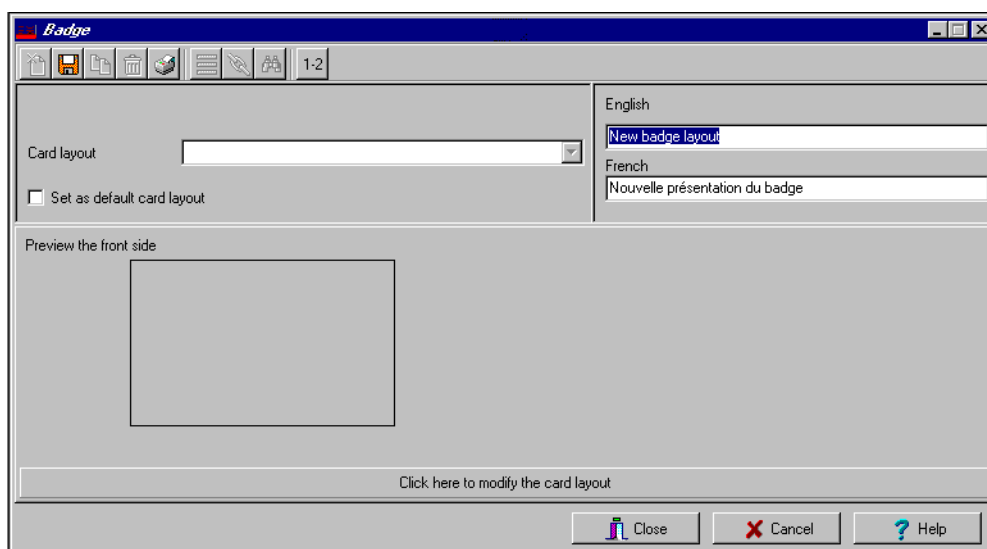 Badge
1-2
English
New badge layout
Card layout
French
Nouvelle présentation du badge
Set as default card layout
Preview the front side
Click here to modify the card layout
Close
Cancel
Help